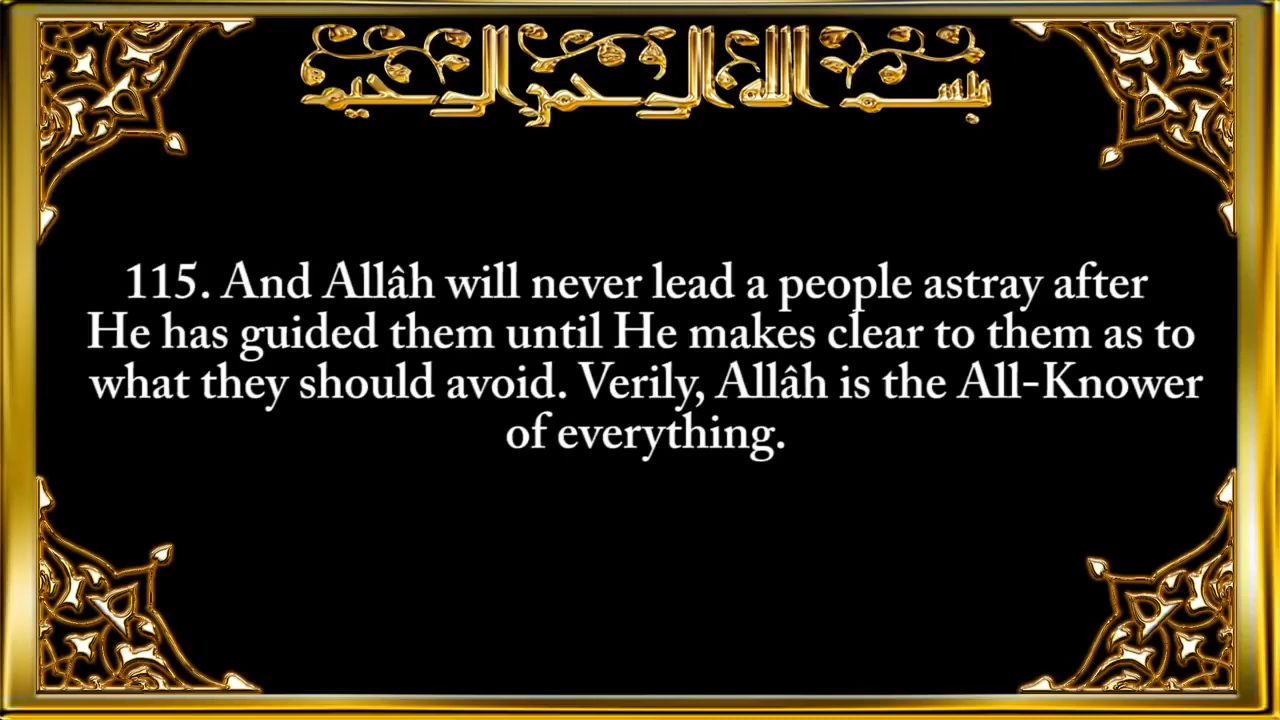 بسم الله الرحمن الرحيم
115. And Allâh will never lead a people astray after
He has guided them until He makes clear to them as to
what they should avoid. Verily, Allâh is the All-Knower
of everything.